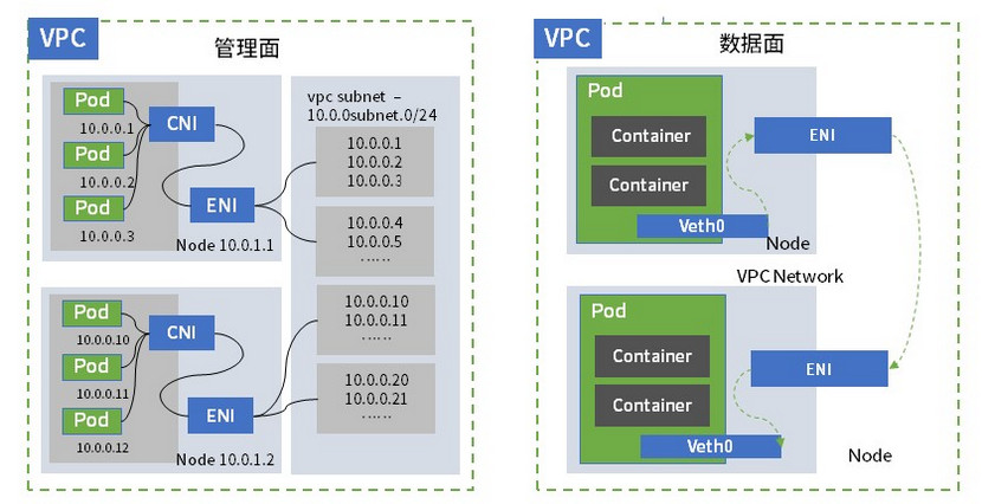 VPC
管理面
Pod
10.0.0.1
Pod
10.0.0.2
Pod
10.0.0.3
CNI
ENI
Node 10.0.1.1
Pod
10.0.0.10
Pod
10.0.0.11
Pod
10.0.0.12
CNI
ENI
Node 10.0.1.2
vpc subnet –
10.0.0subnet.0/24
10.0.0.1
10.0.0.2
10.0.0.3
10.0.0.4
10.0.0.5
······
10.0.0.10
10.0.0.11
······
10.0.0.20
10.0.0.21
······
VPC
数据面
Pod
Container
Container
Veth0
ENI
Node
VPC Network
Pod
Container
Container
Veth0
ENI
Node